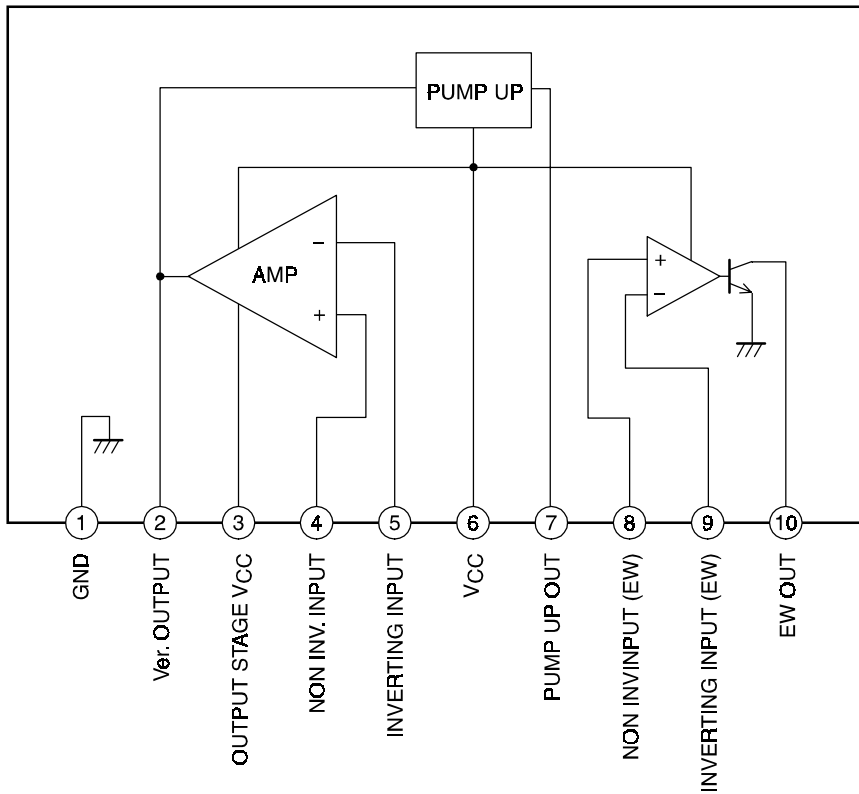 PUMP UP
AMP
−
+
+
−
1
2
3
4
5
6
7
8
9
10
GND
Ver. OUTPUT
OUTPUT STAGE VCC
NON INV. INPUT
INVERTING INPUT
VCC
PUMP UP OUT
NON INVINPUT (EW)
INVERTING INPUT (EW)
EW OUT